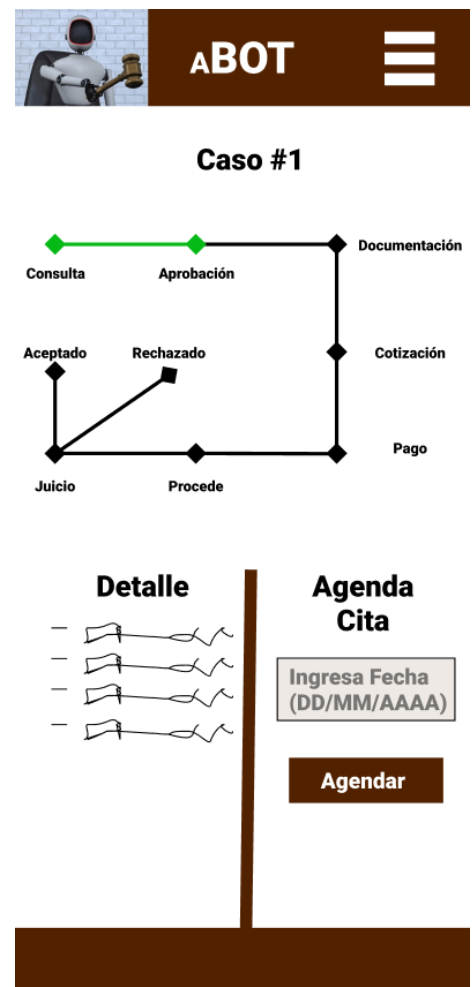 ABOT
Caso #1
Documentación
Consulta
Aprobación
Aceptado
Rechazado
Cotización
Pago
Juicio
Procede
Detalle
Agenda
Cita
Ingresa Fecha
(DD/MM/AAAA)
Agendar